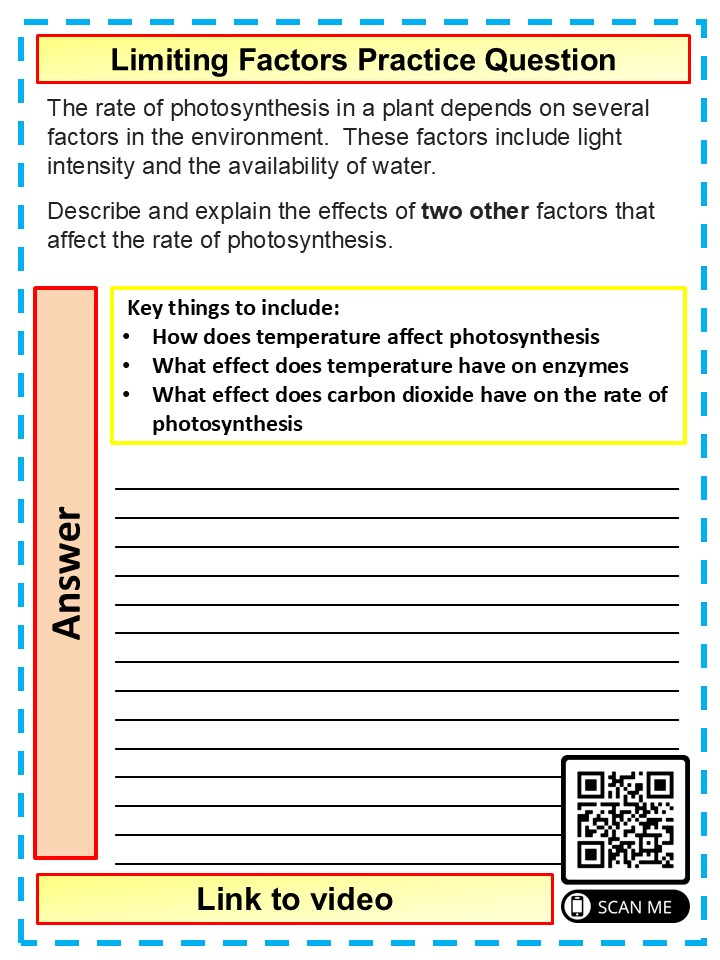 Limiting Factors Practice Question
The rate of photosynthesis in a plant depends on several
factors in the environment.  These factors include light
intensity and the availability of water.
Describe and explain the effects of two other factors that
affect the rate of photosynthesis.
Key things to include:
• How does temperature affect photosynthesis
• What effect does temperature have on enzymes
• What effect does carbon dioxide have on the rate of
photosynthesis
Answer
Link to video
SCAN ME